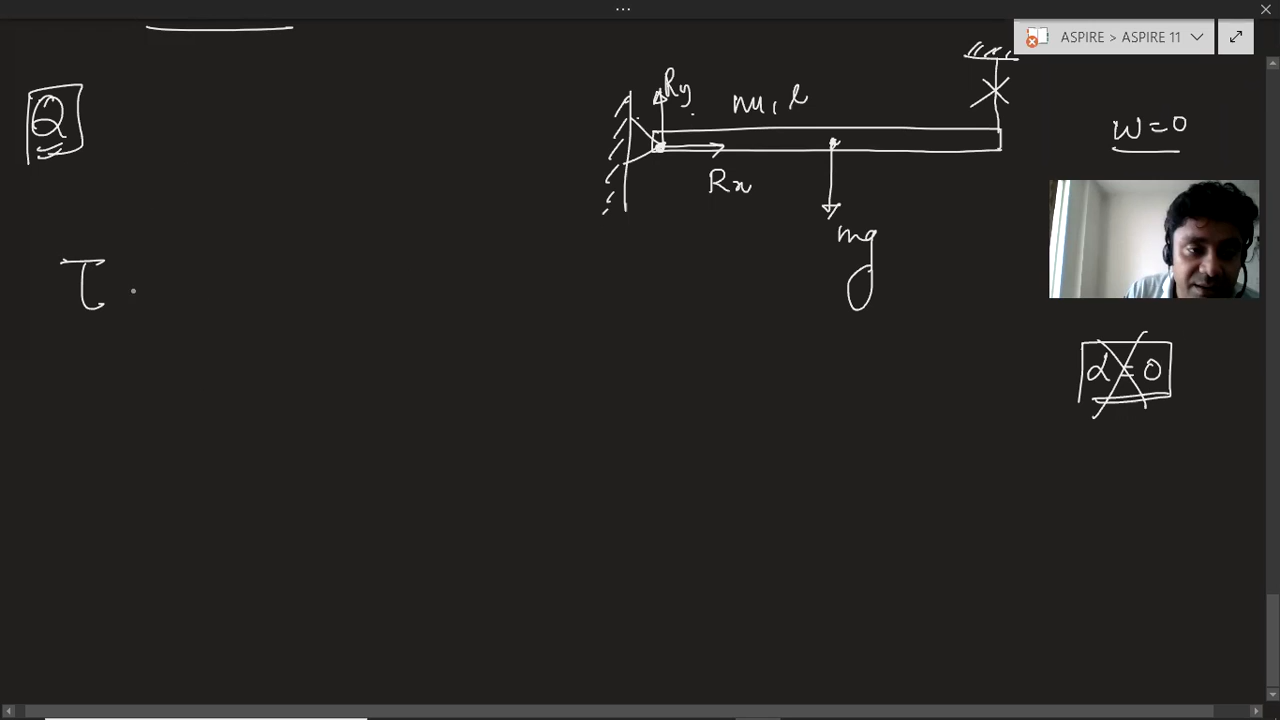 ASPIRE > ASPIRE 11
Q
Ry
m, l
ω=0
Rx
mg
τ
α=0